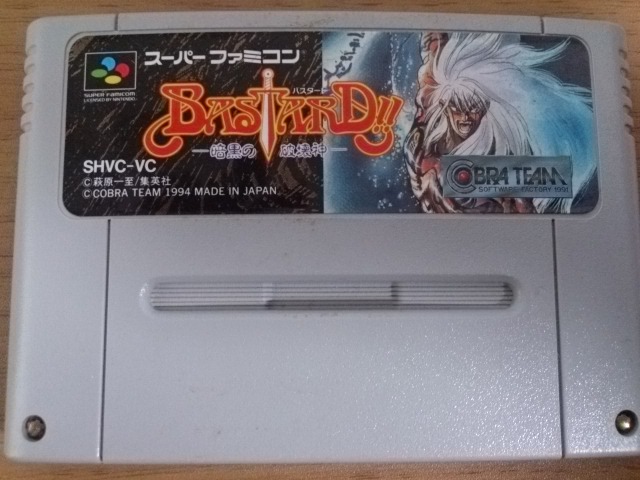 スーパーファミコン
SUPER FAMICOM
LICENSED BY NINTENDO
バスタード
BASTARD!!
暗黒の 破壊神
SHVC-VC
©萩原一至/集英社
© COBRA TEAM 1994 MADE IN JAPAN
COBRA TEAM
SOFTWARE FACTORY 1991